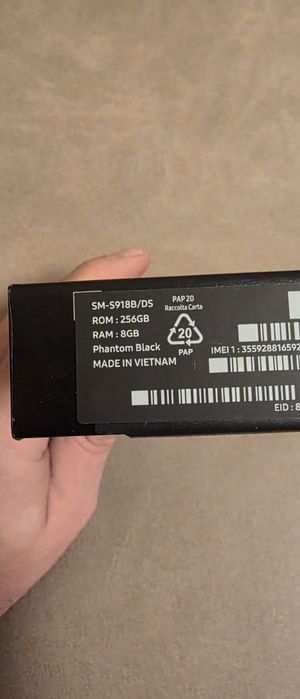 SM-S918B/DS
ROM : 256GB
RAM : 8GB
Phantom Black
MADE IN VIETNAM
PAP 20
Raccolta Carta
20
PAP
IMEI 1 : 355928816592
EID : 8